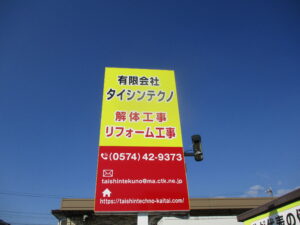 有限会社
タイシンテクノ
解体工事
リフォーム工事
(0574) 42-9373
taishintekuno@ma.ctk.ne.jp
https://taishintechno-kaitai.com/